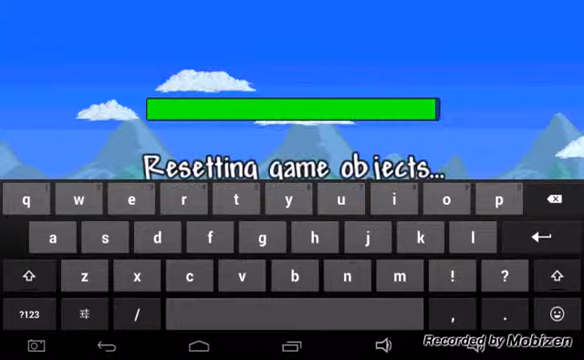 Resetting game objects...
q w e r t y u i o p
a s d f g h j k l
z x c v b n m ! ?
?123 / , .
Recorded by Mobizen